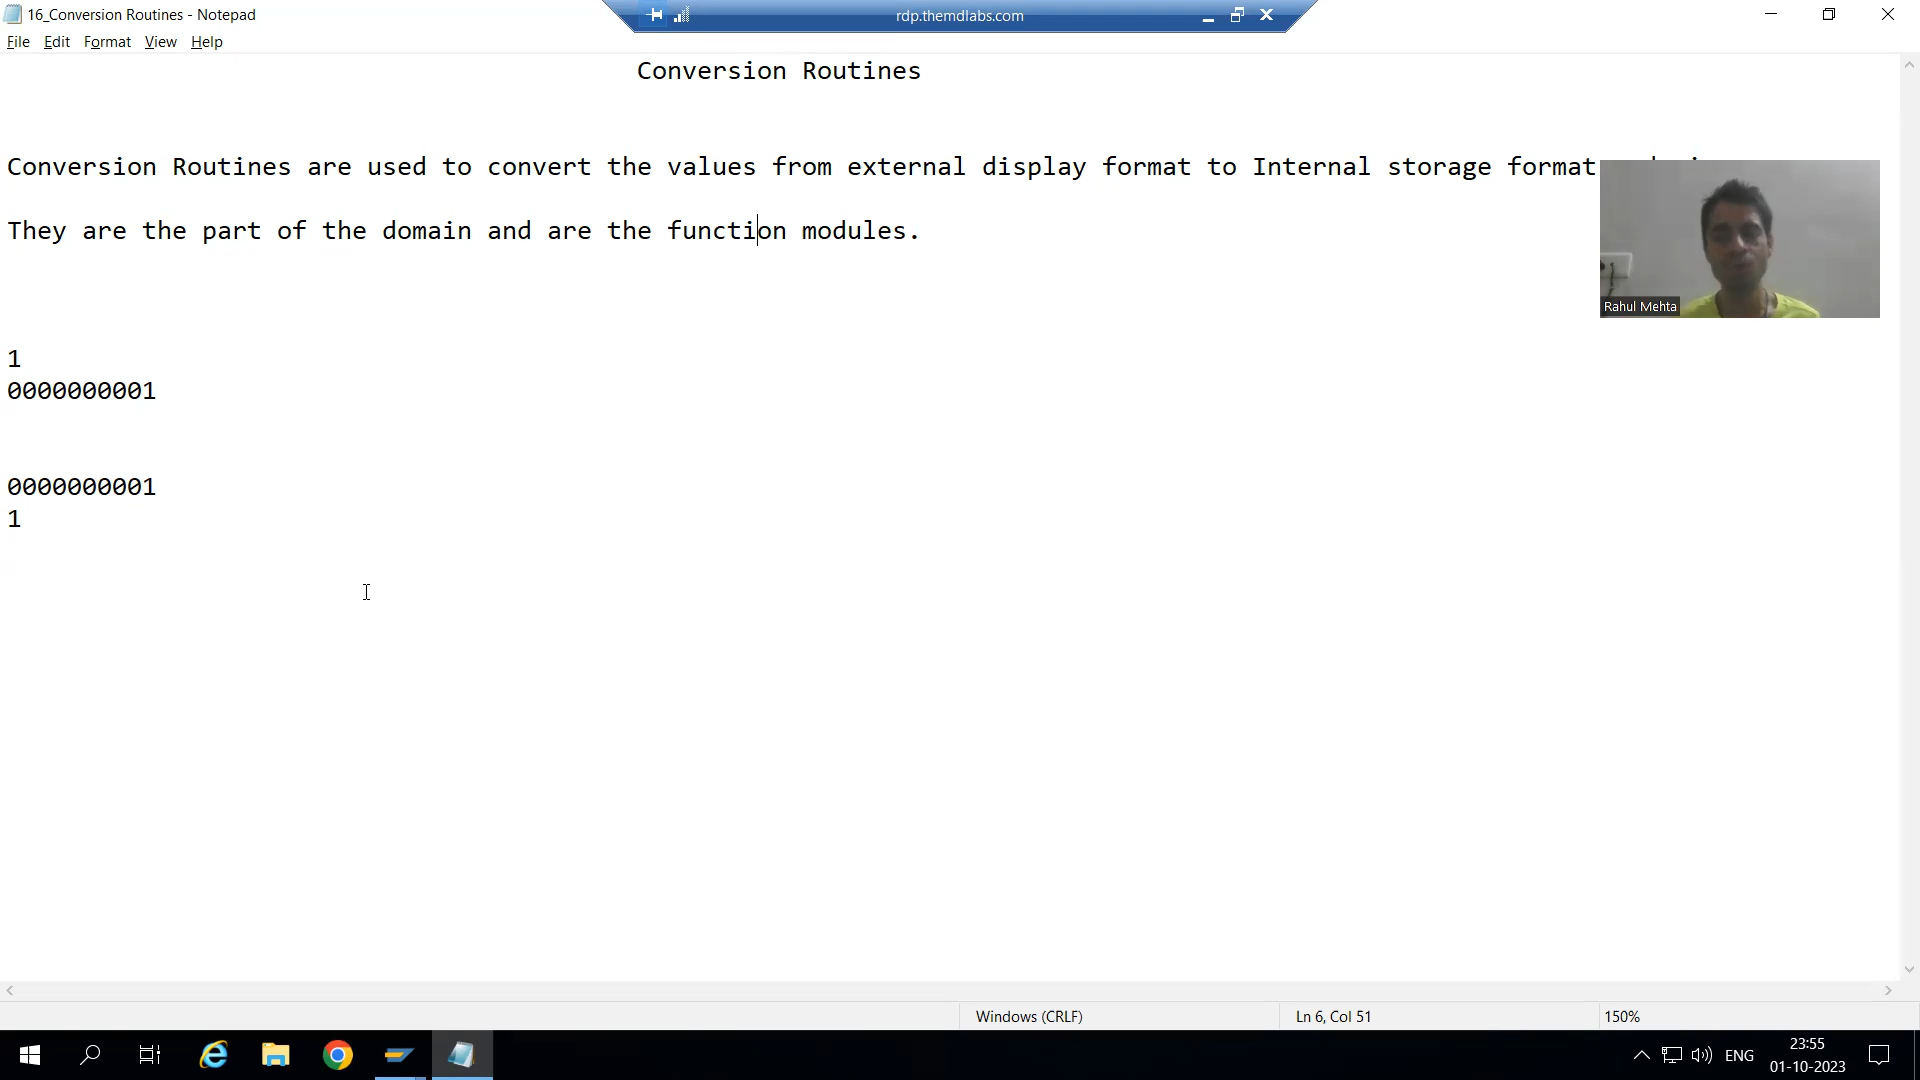 16_Conversion Routines - Notepad
rdp.themdlabs.com
File Edit Format View Help
Conversion Routines
Conversion Routines are used to convert the values from external display format to Internal storage format
They are the part of the domain and are the function modules.
Rahul Mehta
1
0000000001
0000000001
1
Windows (CRLF)
Ln 6, Col 51
150%
ENG
23:55
01-10-2023